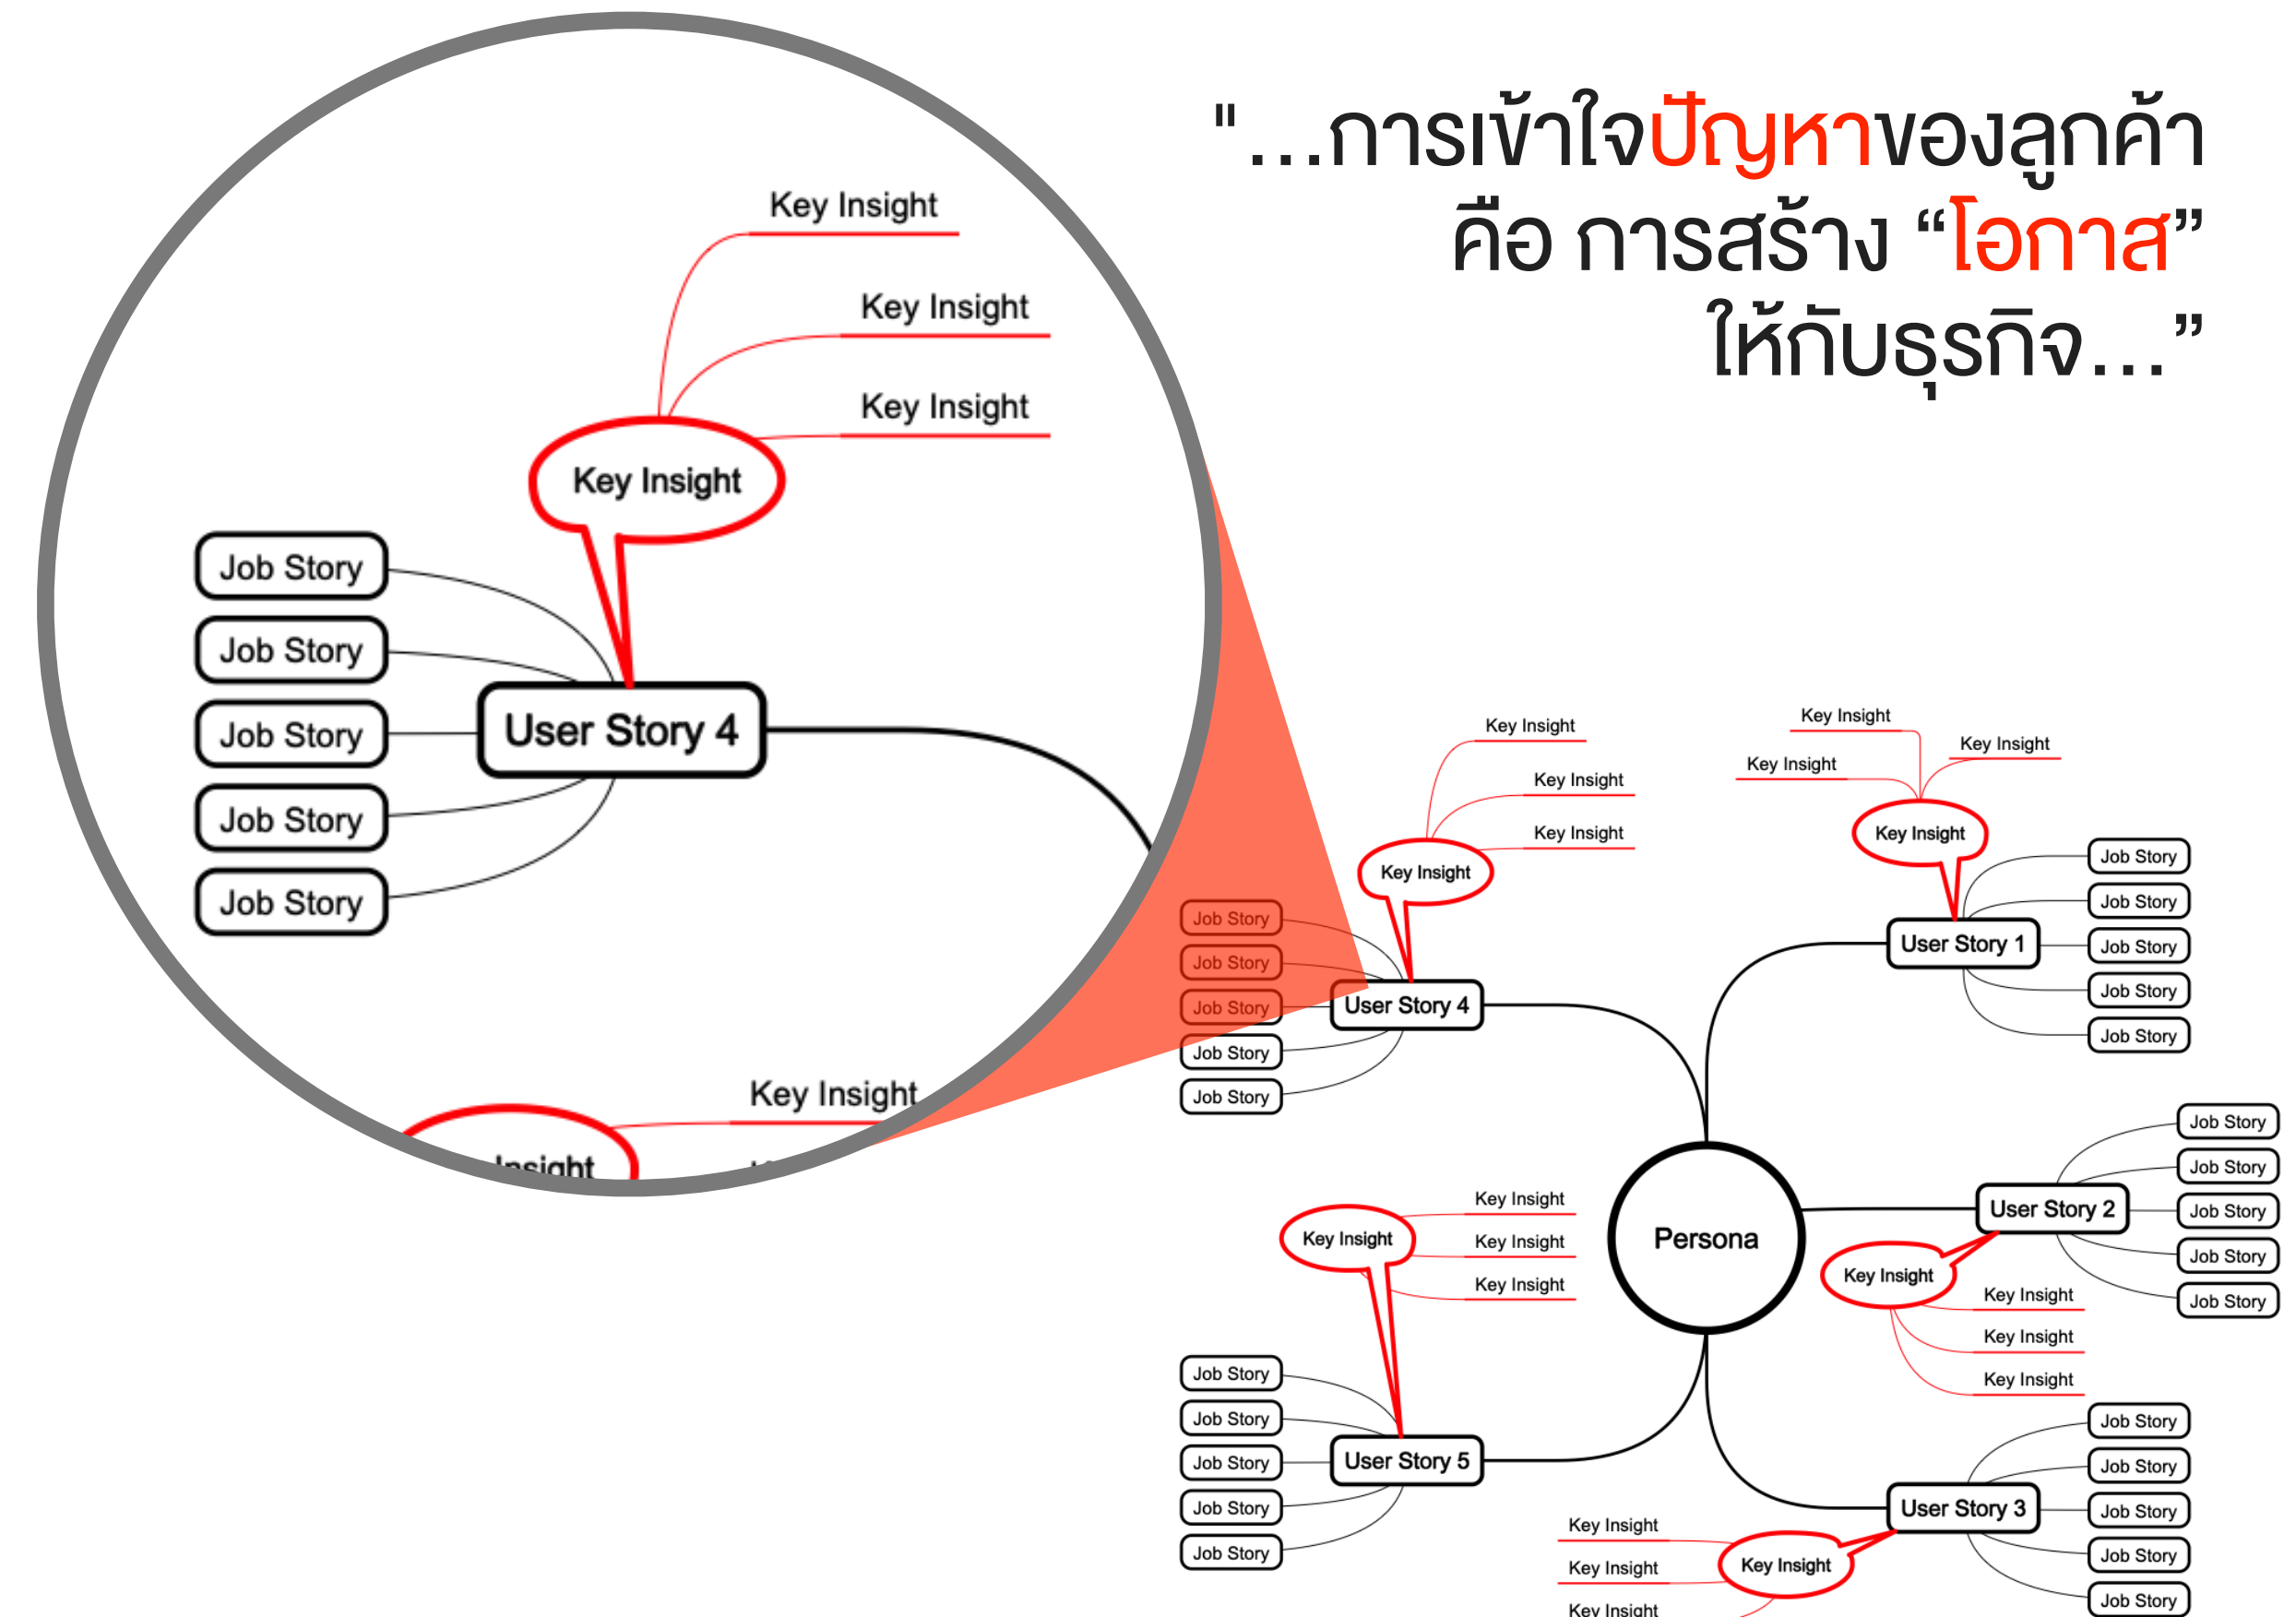 "...การเข้าใจปัญหาของลูกค้า
คือ การสร้าง “โอกาส”
ให้กับธุรกิจ...”
Key Insight
Key Insight
Key Insight
Key Insight
Job Story
Job Story
Job Story
Job Story
Job Story
User Story 4
Key Insight
Insight
Key Insight
Key Insight
Key Insight
Key Insight
Job Story
Job Story
Job Story
Job Story
Job Story
User Story 4
Key Insight
Key Insight
Key Insight
Key Insight
User Story 1
Job Story
Job Story
Job Story
Job Story
Job Story
Persona
User Story 2
Job Story
Job Story
Job Story
Job Story
Job Story
Key Insight
Key Insight
Key Insight
Key Insight
Key Insight
Key Insight
Key Insight
Key Insight
Job Story
Job Story
Job Story
Job Story
Job Story
User Story 5
User Story 3
Job Story
Job Story
Job Story
Job Story
Job Story
Key Insight
Key Insight
Key Insight
Key Insight